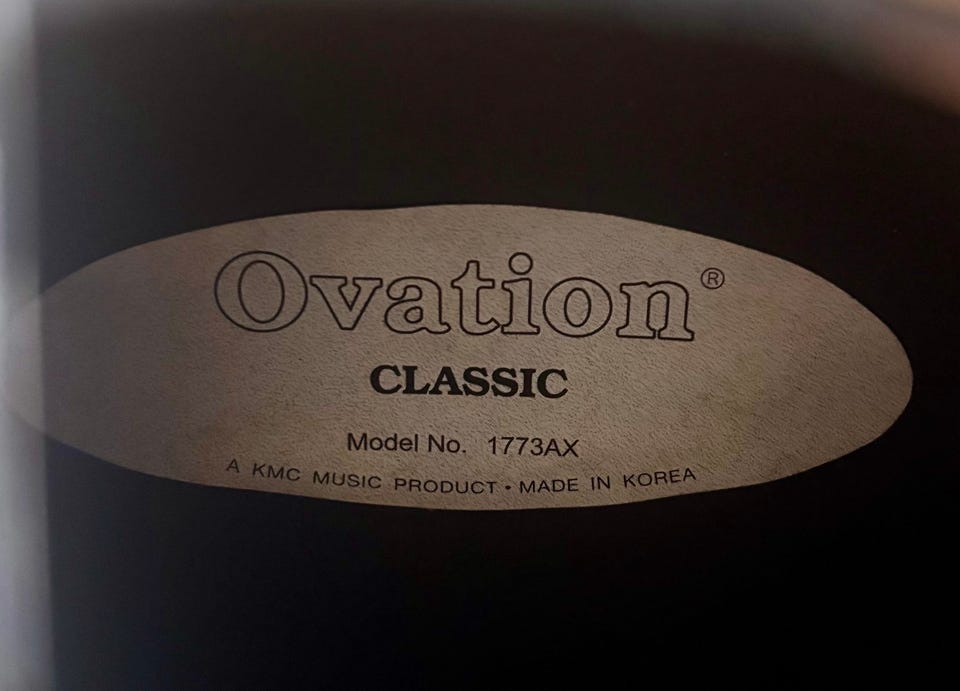 Ovation®
CLASSIC
Model No. 1773AX
A KMC MUSIC PRODUCT • MADE IN KOREA